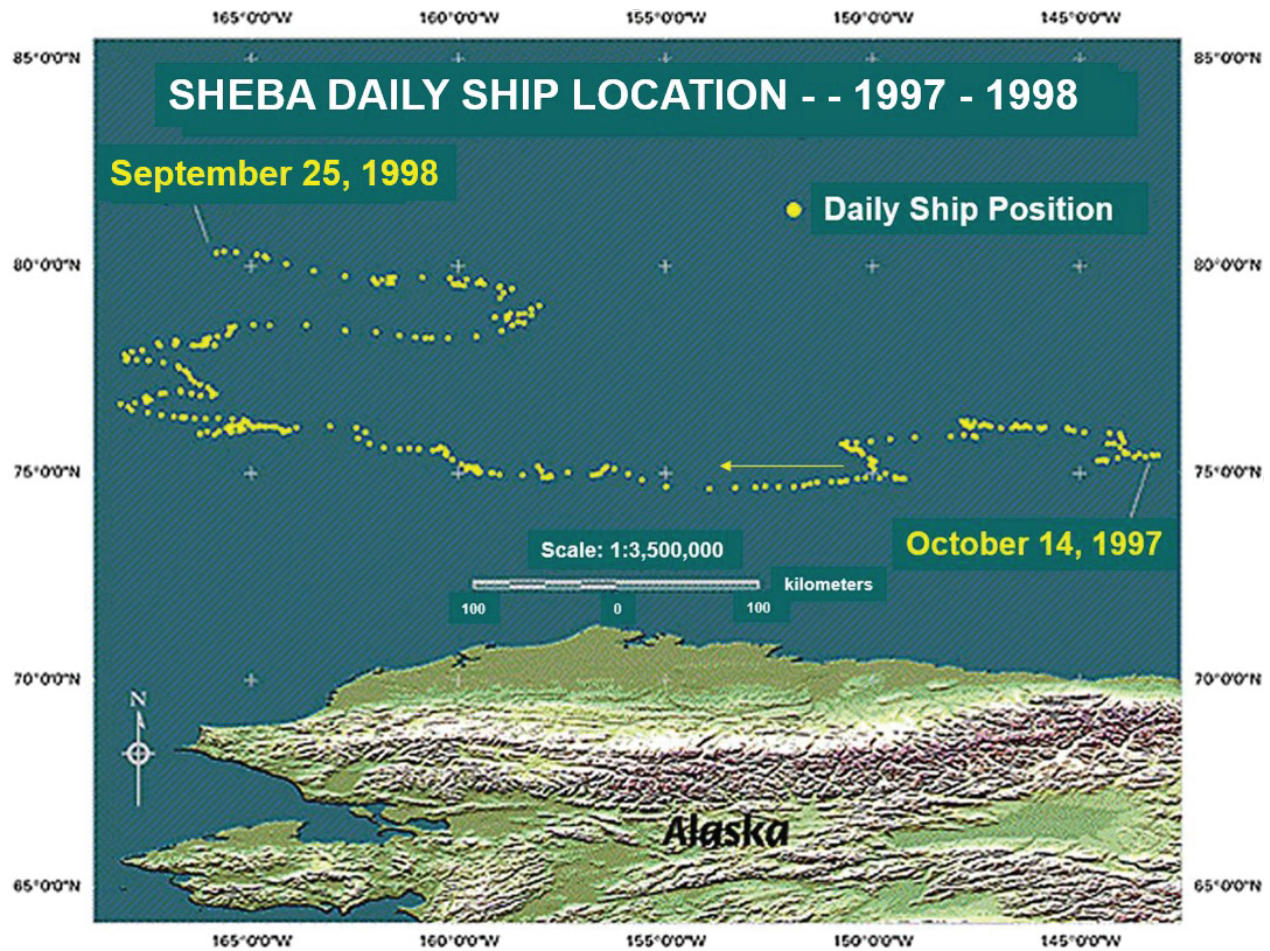 165°0'0"W 160°0'0"W 155°0'0"W 150°0'0"W 145°0'0"W
85°0'0"N 85°0'0"N
SHEBA DAILY SHIP LOCATION - - 1997 - 1998
September 25, 1998
Daily Ship Position
80°0'0"N 80°0'0"N
75°0'0"N 75°0'0"N
October 14, 1997
Scale: 1:3,500,000
kilometers
100 0 100
70°0'0"N 70°0'0"N
N
Alaska
65°0'0"N 65°0'0"N
165°0'0"W 160°0'0"W 155°0'0"W 150°0'0"W 145°0'0"W